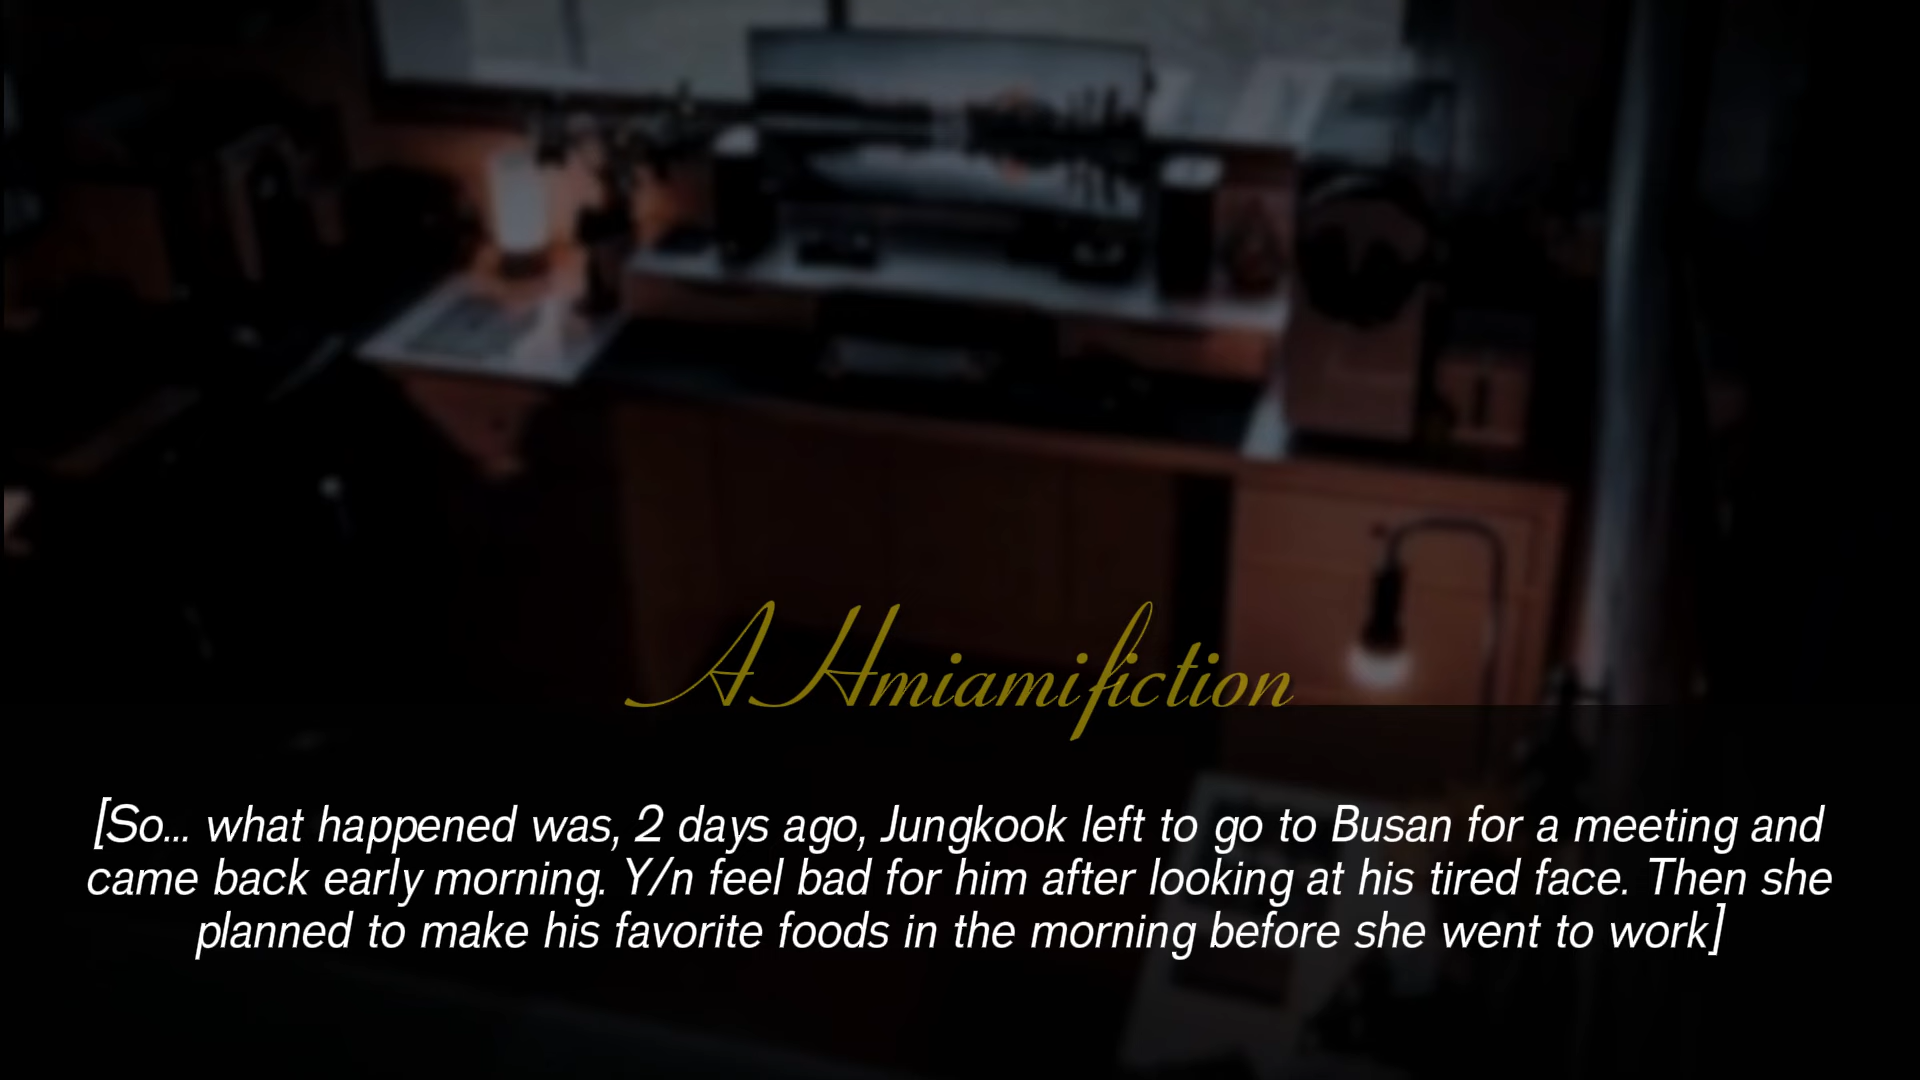 A Hmiamifiction
[So... what happened was, 2 days ago, Jungkook left to go to Busan for a meeting and
came back early morning. Y/n feel bad for him after looking at his tired face. Then she
planned to make his favorite foods in the morning before she went to work]